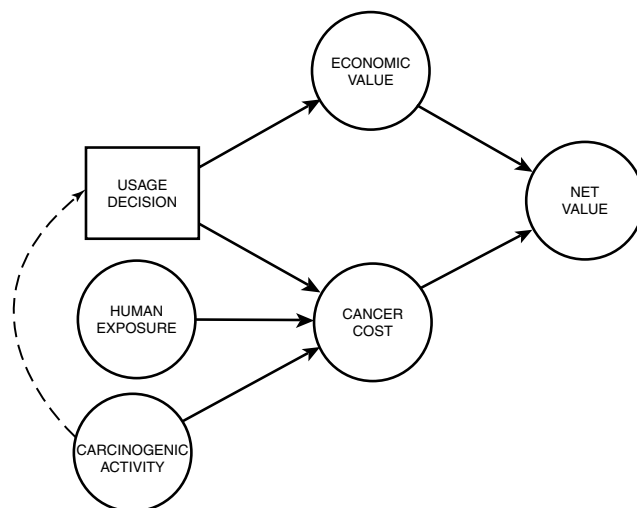 ECONOMIC
VALUE
USAGE
DECISION
NET
VALUE
HUMAN
EXPOSURE
CANCER
COST
CARCINOGENIC
ACTIVITY